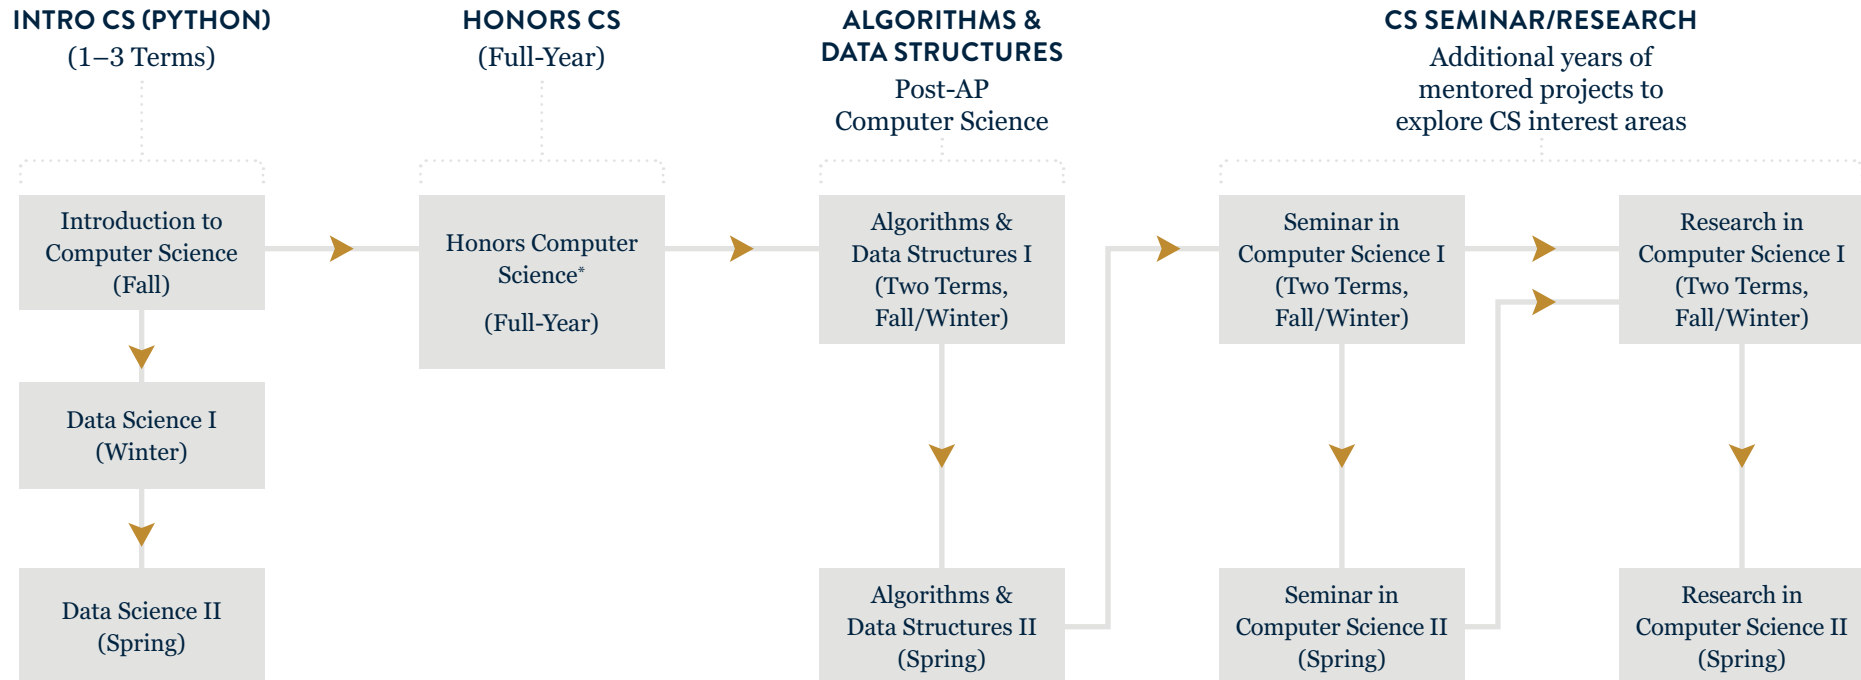 INTRO CS (PYTHON)
(1–3 Terms)
HONORS CS
(Full-Year)
ALGORITHMS &
DATA STRUCTURES
Post-AP
Computer Science
CS SEMINAR/RESEARCH
Additional years of
mentored projects to
explore CS interest areas
Introduction to
Computer Science
(Fall)
Honors Computer
Science*
(Full-Year)
Algorithms &
Data Structures I
(Two Terms,
Fall/Winter)
Seminar in
Computer Science I
(Two Terms,
Fall/Winter)
Research in
Computer Science I
(Two Terms,
Fall/Winter)
Data Science I
(Winter)
Data Science II
(Spring)
Algorithms &
Data Structures II
(Spring)
Seminar in
Computer Science II
(Spring)
Research in
Computer Science II
(Spring)